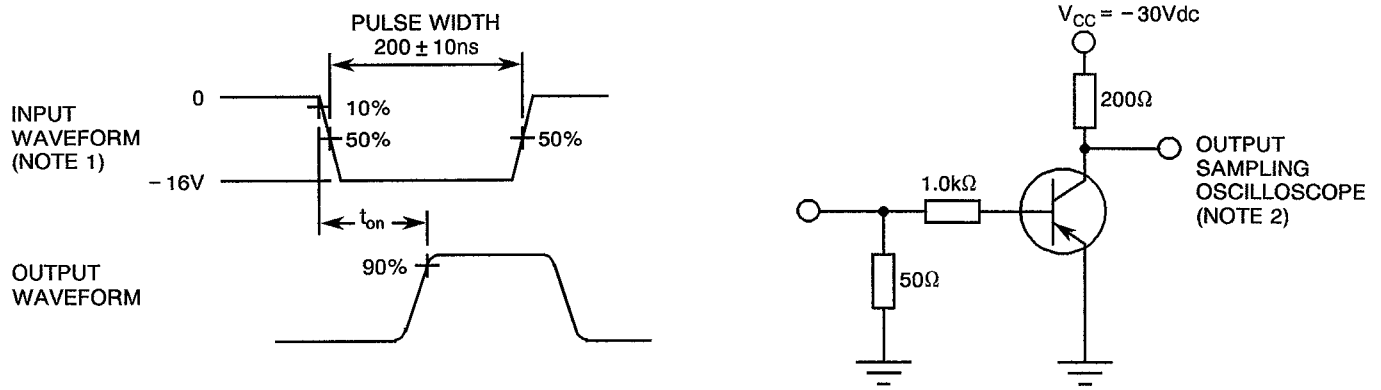 PULSE WIDTH
200 ± 10ns
INPUT
WAVEFORM
(NOTE 1)
0
10%
50%
50%
− 16V
t_on
OUTPUT
WAVEFORM
90%
V_CC = − 30Vdc
200Ω
OUTPUT
SAMPLING
OSCILLOSCOPE
(NOTE 2)
1.0kΩ
50Ω